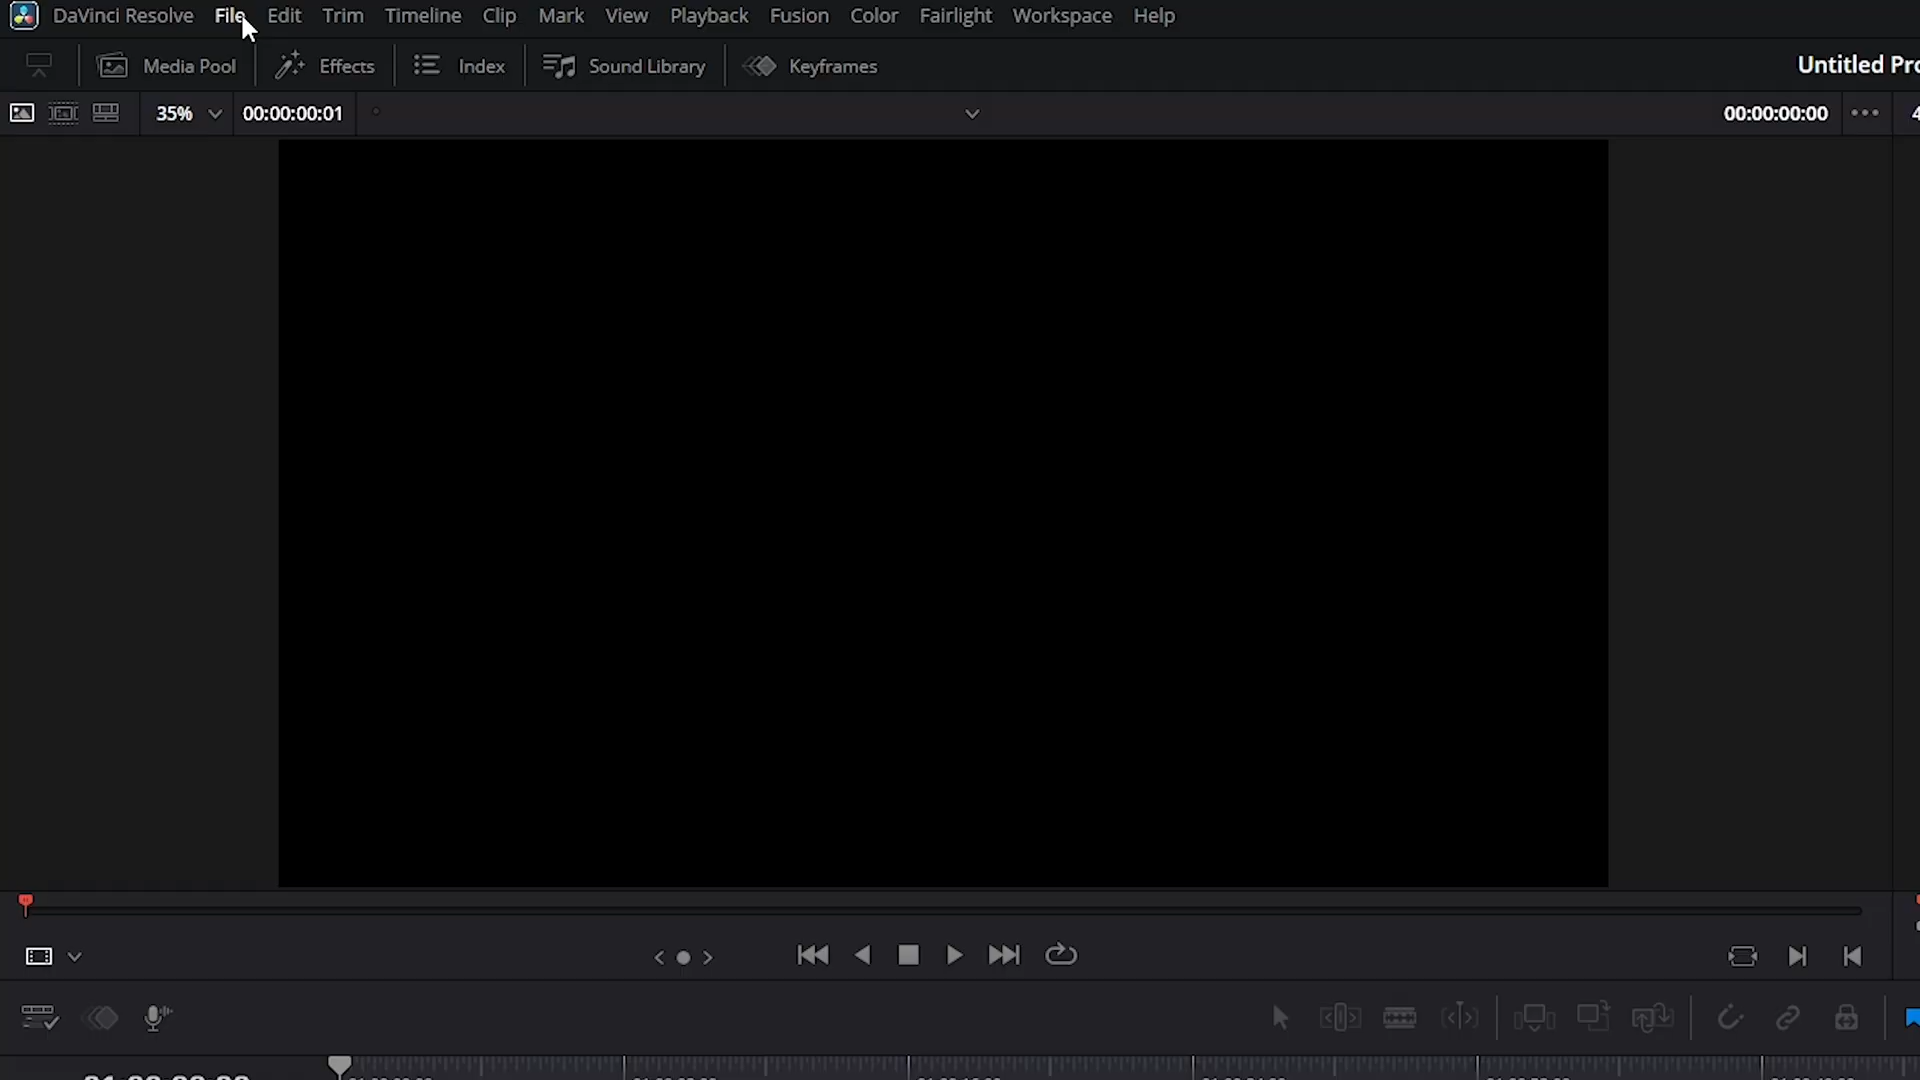 DaVinci Resolve File Edit Trim Timeline Clip Mark View Playback Fusion Color Fairlight Workspace Help
Media Pool Effects Index Sound Library Keyframes Untitled
35% 00:00:00:01 00:00:00:00